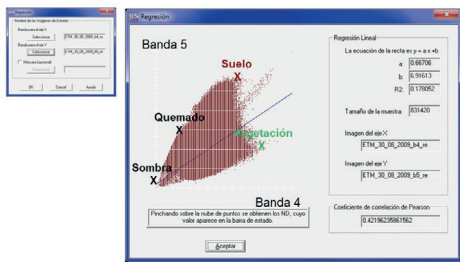 Regresión
Nombre de las Imágenes de Entrada
Banda para el eje X
Seleccionar
ETM_30_08_2009_b4_re
Banda para el eje Y
Seleccionar
ETM_30_08_2009_b5_re
Máscara (opcional)
Seleccionar
OK
Cancel
Ayuda
Regresión
Banda 5
Suelo
X
Quemado
X
Vegetación
X
Sombra
X
Banda 4
Pinchando sobre la nube de puntos se obtienen los ND, cuyo
valor aparece en la barra de estado.
Aceptar
Regresión Lineal
La ecuación de la recta es y = a x +b
a: 0.66706
b: 6.91613
R2: 0.178052
Tamaño de la muestra: 831420
Imagen del eje X
ETM_30_08_2009_b4_re
Imagen del eje Y
ETM_30_08_2009_b5_re
Coeficiente de correlación de Pearson
0.42196235861562